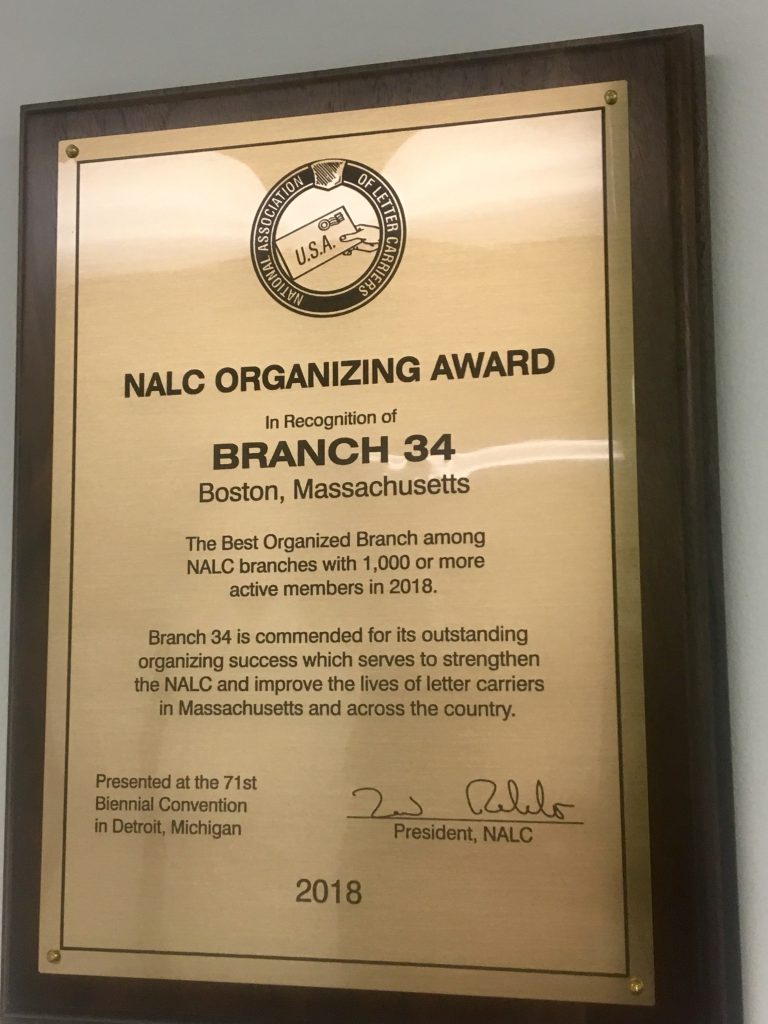 NATIONAL ASSOCIATION OF LETTER CARRIERS
U.S.A.
NALC ORGANIZING AWARD
In Recognition of
BRANCH 34
Boston, Massachusetts
The Best Organized Branch among
NALC branches with 1,000 or more
active members in 2018.
Branch 34 is commended for its outstanding
organizing success which serves to strengthen
the NALC and improve the lives of letter carriers
in Massachusetts and across the country.
Presented at the 71st
Biennial Convention
in Detroit, Michigan
President, NALC
2018